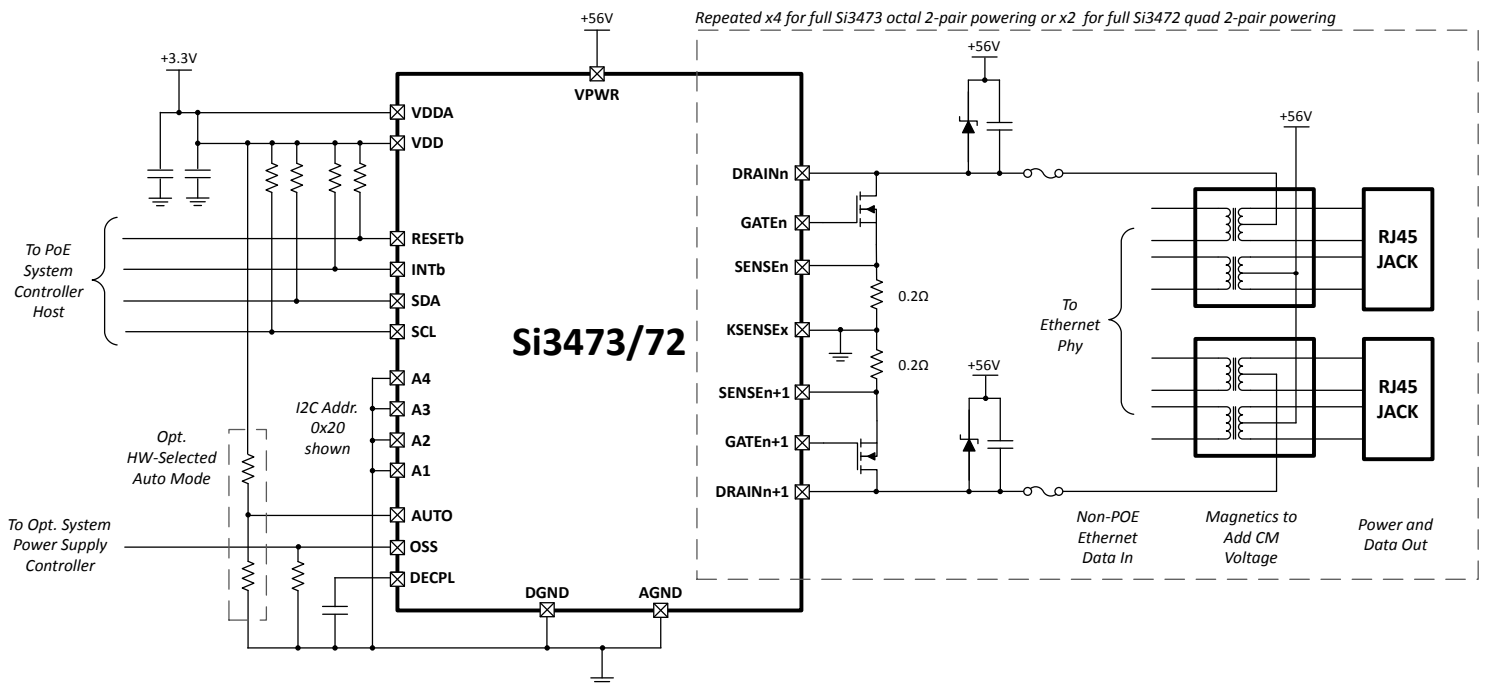 Repeated x4 for full Si3473 octal 2-pair powering or x2 for full Si3472 quad 2-pair powering
+56V
+3.3V
+56V
+56V
VPWR
VDDA
VDD
DRAINn
GATEn
RESETb
INTb
SDA
SCL
To PoE
System
Controller
Host
SENSEn
0.2Ω
KSENSEx
0.2Ω
SENSEn+1
+56V
GATEn+1
DRAINn+1
Si3473/72
A4
A3
A2
A1
I2C Addr.
0x20
shown
Opt.
HW-Selected
Auto Mode
AUTO
OSS
DECPL
To Opt. System
Power Supply
Controller
DGND
AGND
To
Ethernet
Phy
RJ45
JACK
RJ45
JACK
Non-POE
Ethernet
Data In
Magnetics to
Add CM
Voltage
Power and
Data Out